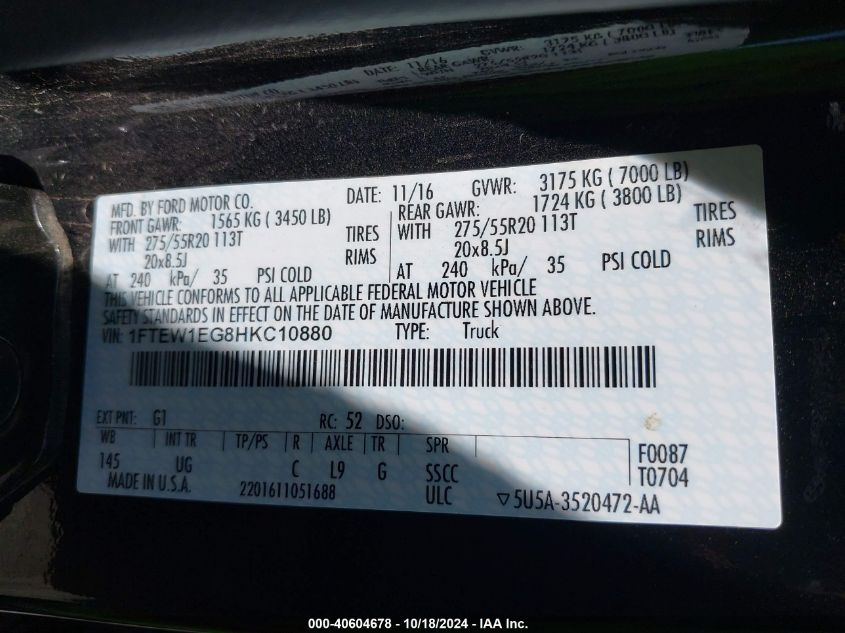 MFD. BY FORD MOTOR CO.
DATE: 11/16 GVWR: 3175 KG ( 7000 LB)
FRONT GAWR: 1565 KG ( 3450 LB)
REAR GAWR: 1724 KG ( 3800 LB)
WITH 275/55R20 113T TIRES
WITH 275/55R20 113T TIRES
20x8.5J RIMS
20x8.5J RIMS
AT 240 kPa/ 35 PSI COLD
AT 240 kPa/ 35 PSI COLD
THIS VEHICLE CONFORMS TO ALL APPLICABLE FEDERAL MOTOR VEHICLE
SAFETY STANDARDS IN EFFECT ON THE DATE OF MANUFACTURE SHOWN ABOVE.
VIN: 1FTEW1EG8HKC10880 TYPE: Truck
EXT PNT: G1 RC: 52 DSO:
WB INT TR TP/PS R AXLE TR SPR
F0087
145 UG C L9 G SSCC
T0704
MADE IN U.S.A. 2201611051688 ULC ▽5U5A-3520472-AA
000-40604678 - 10/18/2024 - IAA Inc.